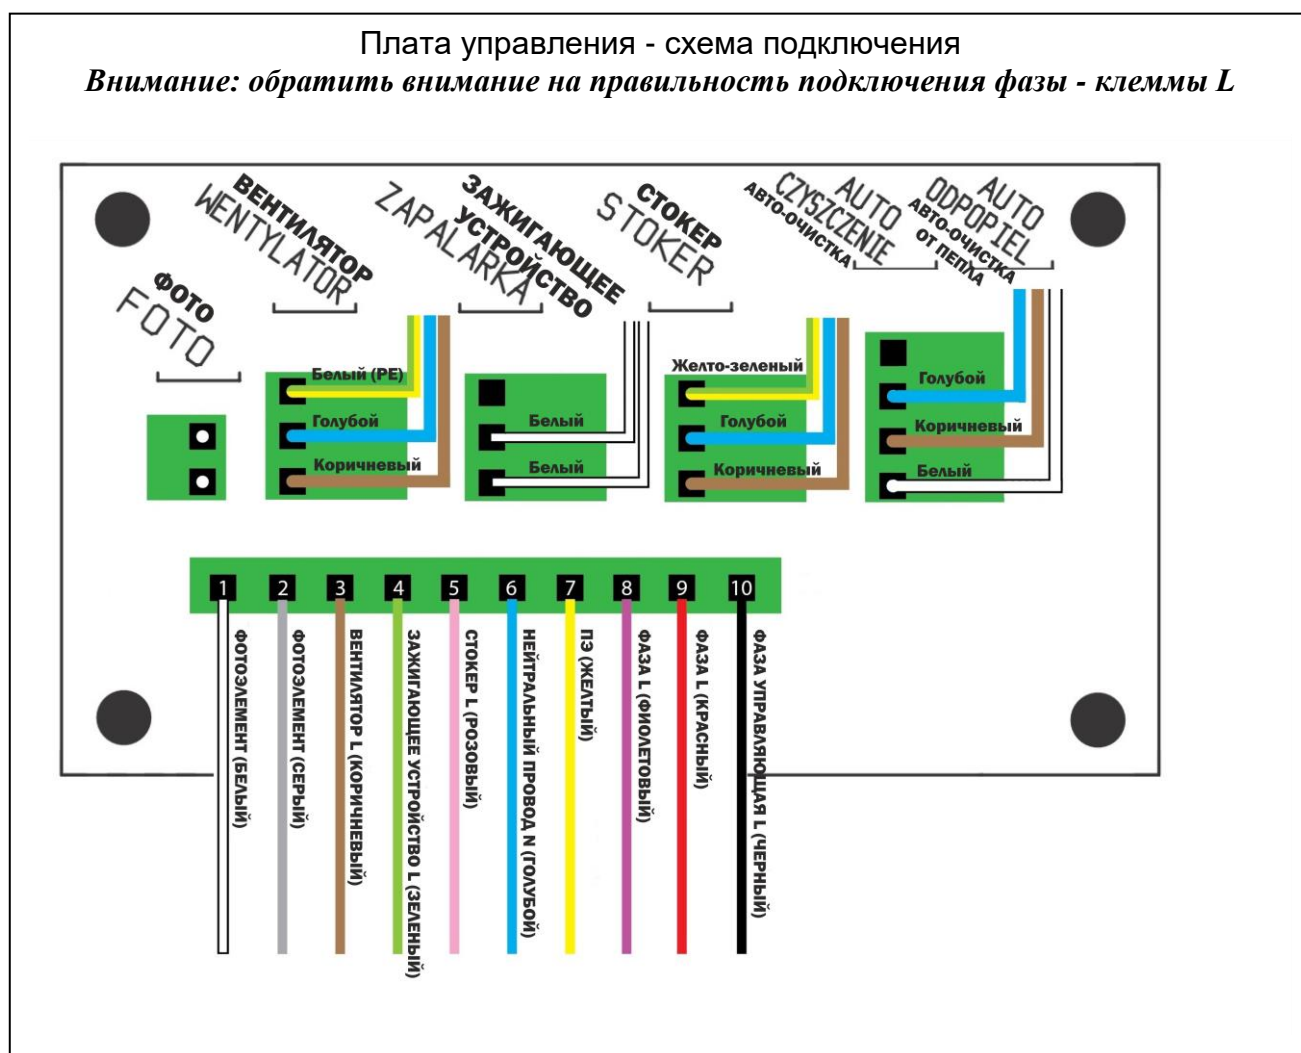 Плата управления - схема подключения
Внимание: обратить внимание на правильность подключения фазы - клеммы L
ФОТО
FOTO
ВЕНТИЛЯТОР
WENTYLATOR
ZAPALARKA
ЗАЖИГАЮЩЕЕ
УСТРОЙСТВО
СТОКЕР
STOKER
AUTO
CZYSZCZENIE
АВТО-ОЧИСТКА
AUTO
ODPOPIEL
АВТО-ОЧИСТКА
ОТ ПЕПЛА
Белый (PE)
Голубой
Коричневый
Белый
Белый
Желто-зеленый
Голубой
Коричневый
Голубой
Коричневый
Белый
1 2 3 4 5 6 7 8 9 10
ФОТОЭЛЕМЕНТ (БЕЛЫЙ)
ФОТОЭЛЕМЕНТ (СЕРЫЙ)
ВЕНТИЛЯТОР L (КОРИЧНЕВЫЙ)
ЗАЖИГАЮЩЕЕ УСТРОЙСТВО L (ЗЕЛЕНЫЙ)
СТОКЕР L (РОЗОВЫЙ)
НЕЙТРАЛЬНЫЙ ПРОВОД N (ГОЛУБОЙ)
ПЭ (ЖЕЛТЫЙ)
ФАЗА L (ФИОЛЕТОВЫЙ)
ФАЗА L (КРАСНЫЙ)
ФАЗА УПРАВЛЯЮЩАЯ L (ЧЕРНЫЙ)